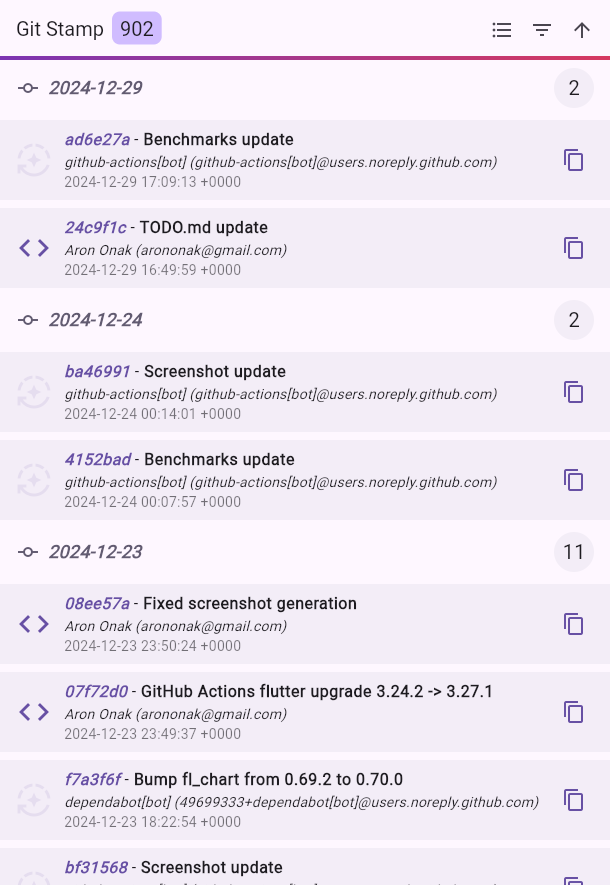 Git Stamp 902
2024-12-29 2
ad6e27a - Benchmarks update
github-actions[bot] (github-actions[bot]@users.noreply.github.com)
2024-12-29 17:09:13 +0000
24c9f1c - TODO.md update
Aron Onak (arononak@gmail.com)
2024-12-29 16:49:59 +0000
2024-12-24 2
ba46991 - Screenshot update
github-actions[bot] (github-actions[bot]@users.noreply.github.com)
2024-12-24 00:14:01 +0000
4152bad - Benchmarks update
github-actions[bot] (github-actions[bot]@users.noreply.github.com)
2024-12-24 00:07:57 +0000
2024-12-23 11
08ee57a - Fixed screenshot generation
Aron Onak (arononak@gmail.com)
2024-12-23 23:50:24 +0000
07f72d0 - GitHub Actions flutter upgrade 3.24.2 -> 3.27.1
Aron Onak (arononak@gmail.com)
2024-12-23 23:49:37 +0000
f7a3f6f - Bump fl_chart from 0.69.2 to 0.70.0
dependabot[bot] (49699333+dependabot[bot]@users.noreply.github.com)
2024-12-23 18:22:54 +0000
bf31568 - Screenshot update